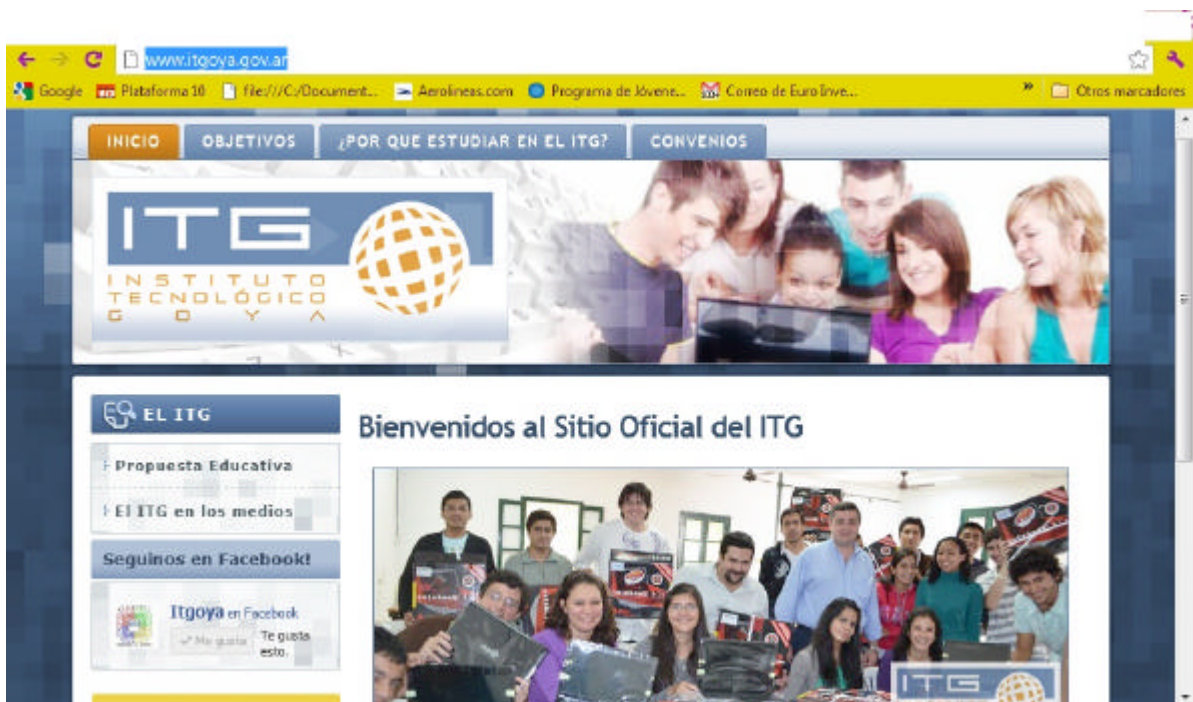 www.itgoya.gov.ar
Google Plataforma 10 file:///C:/Document... Aerolineas.com Programa de Jóvene... Correo de Euro Inve... » Otros marcadores
INICIO OBJETIVOS ¿POR QUE ESTUDIAR EN EL ITG? CONVENIOS
ITG
INSTITUTO
TECNOLÓGICO
GOYA
EL ITG
Propuesta Educativa
El ITG en los medios
Seguinos en Facebook!
Itgoya en Facebook
Me gusta Te gusta
esto.
Bienvenidos al Sitio Oficial del ITG
ITG